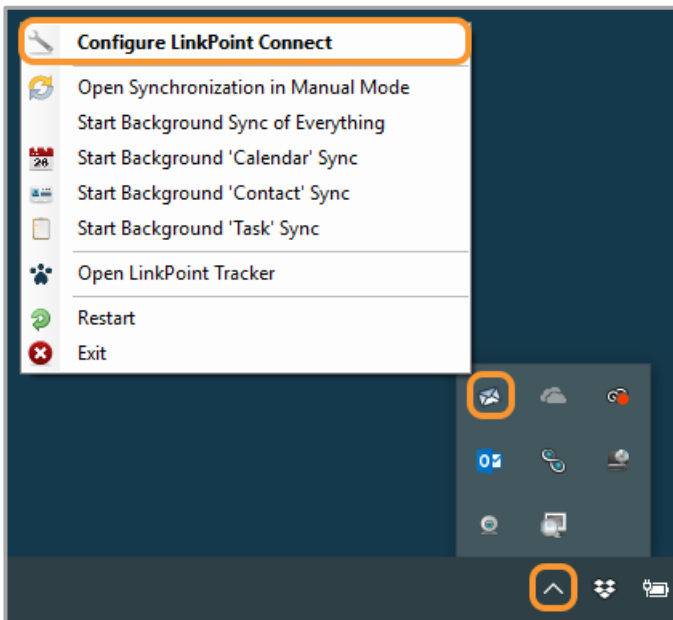 Configure LinkPoint Connect
Open Synchronization in Manual Mode
Start Background Sync of Everything
Start Background 'Calendar' Sync
Start Background 'Contact' Sync
Start Background 'Task' Sync
Open LinkPoint Tracker
Restart
Exit